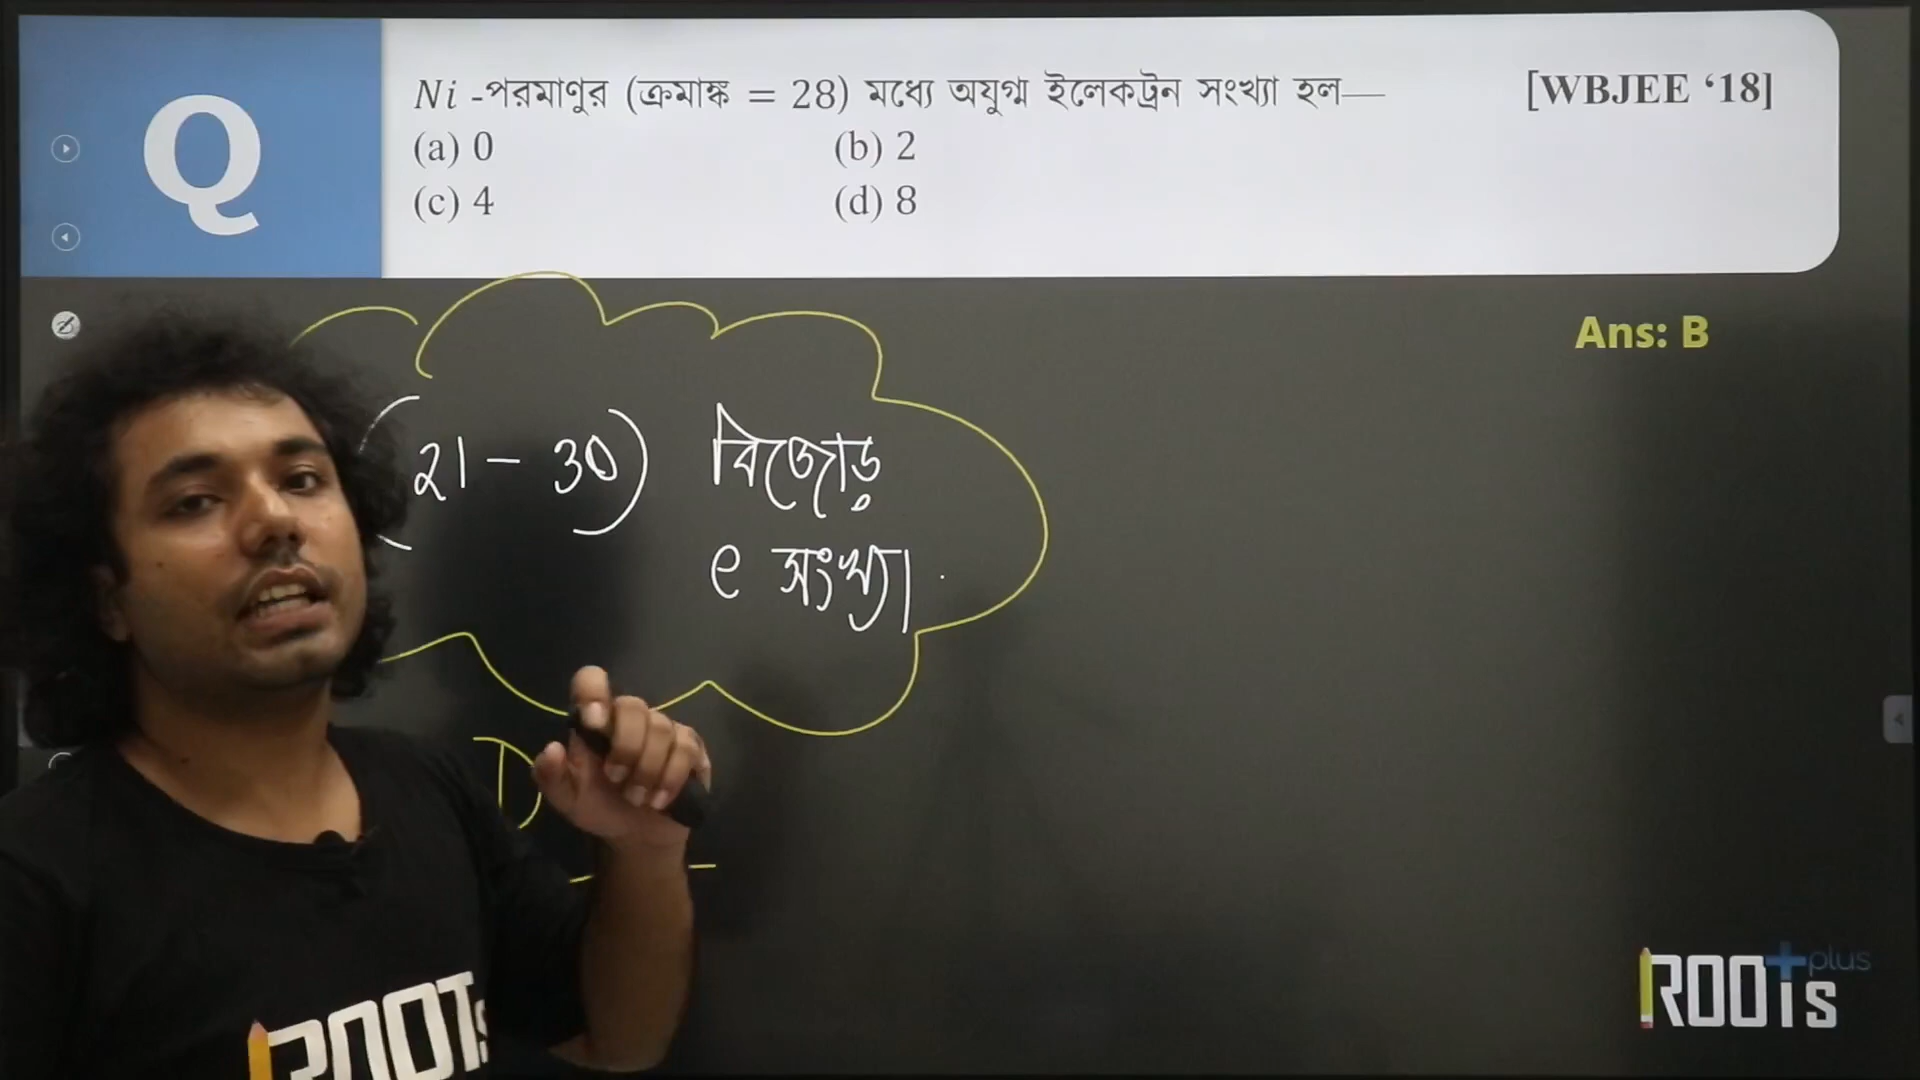 Q
Ni -পরমাণুর (ক্রমাঙ্ক = 28) মধ্যে অযুগ্ম ইলেকট্রন সংখ্যা হল— [WBJEE ‘18]
(a) 0 (b) 2
(c) 4 (d) 8
Ans: B
(21 - 30) বিজোড়
e সংখ্যা
D
ROOTS
plus
ROOTS